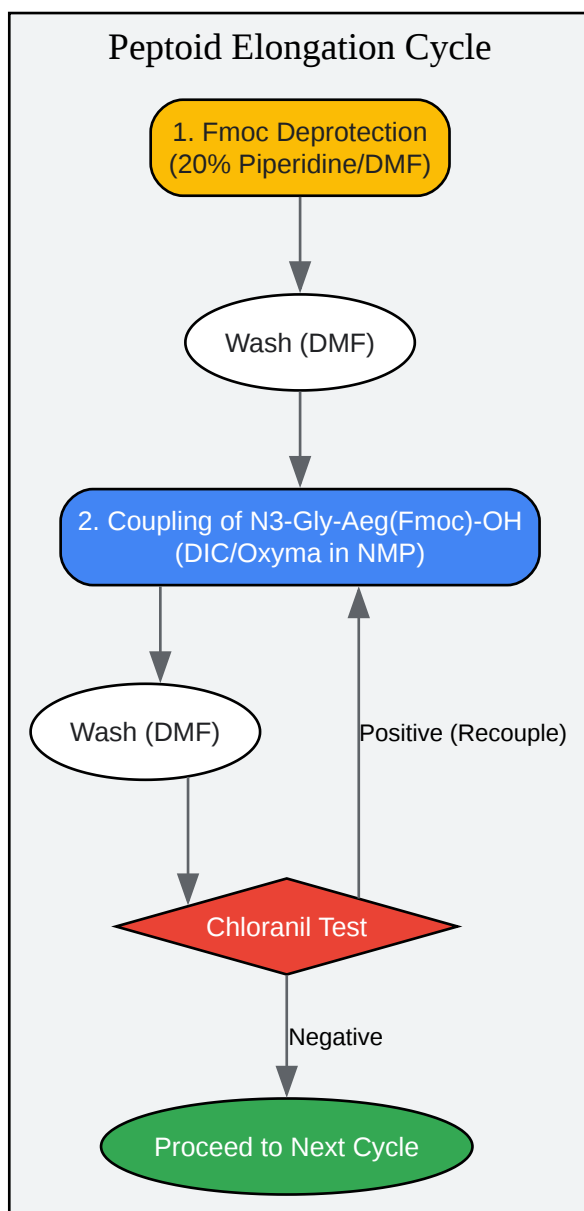 Peptoid Elongation Cycle
1. Fmoc Deprotection
(20% Piperidine/DMF)
Wash (DMF)
2. Coupling of N3-Gly-Aeg(Fmoc)-OH
(DIC/Oxyma in NMP)
Wash (DMF)
Positive (Recouple)
Chloranil Test
Negative
Proceed to Next Cycle